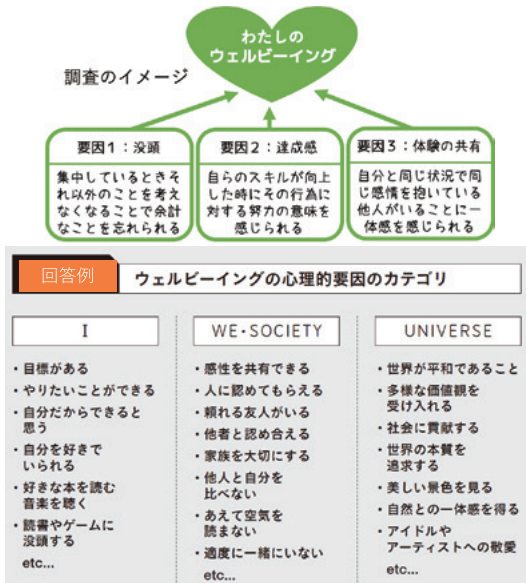 わたしの
ウェルビーイング
調査のイメージ
要因1：没頭
集中しているときそ
れ以外のことを考え
なくなることで余計
なことを忘れられる
要因2：達成感
自らのスキルが向上
した時にその行為に
対する努力の意味を
感じられる
要因3：体験の共有
自分と同じ状況で同
じ感情を抱いている
他人がいることに一
体感を感じられる
回答例
ウェルビーイングの心理的要因のカテゴリ
I
・目標がある
・やりたいことができる
・自分だからできると
思う
・自分を好きで
いられる
・好きな本を読む
音楽を聴く
・読書やゲームに
没頭する
etc...
WE・SOCIETY
・感性を共有できる
・人に認めてもらえる
・頼れる友人がいる
・他者と認め合える
・家族を大切にする
・他人と自分を
比べない
・あえて空気を
読まない
・適度に一緒にいない
etc...
UNIVERSE
・世界が平和であること
・多様な価値観を
受け入れる
・社会に貢献する
・世界の本質を
追求する
・美しい景色を見る
・自然との一体感を得る
・アイドルや
アーティストへの敬愛
etc...